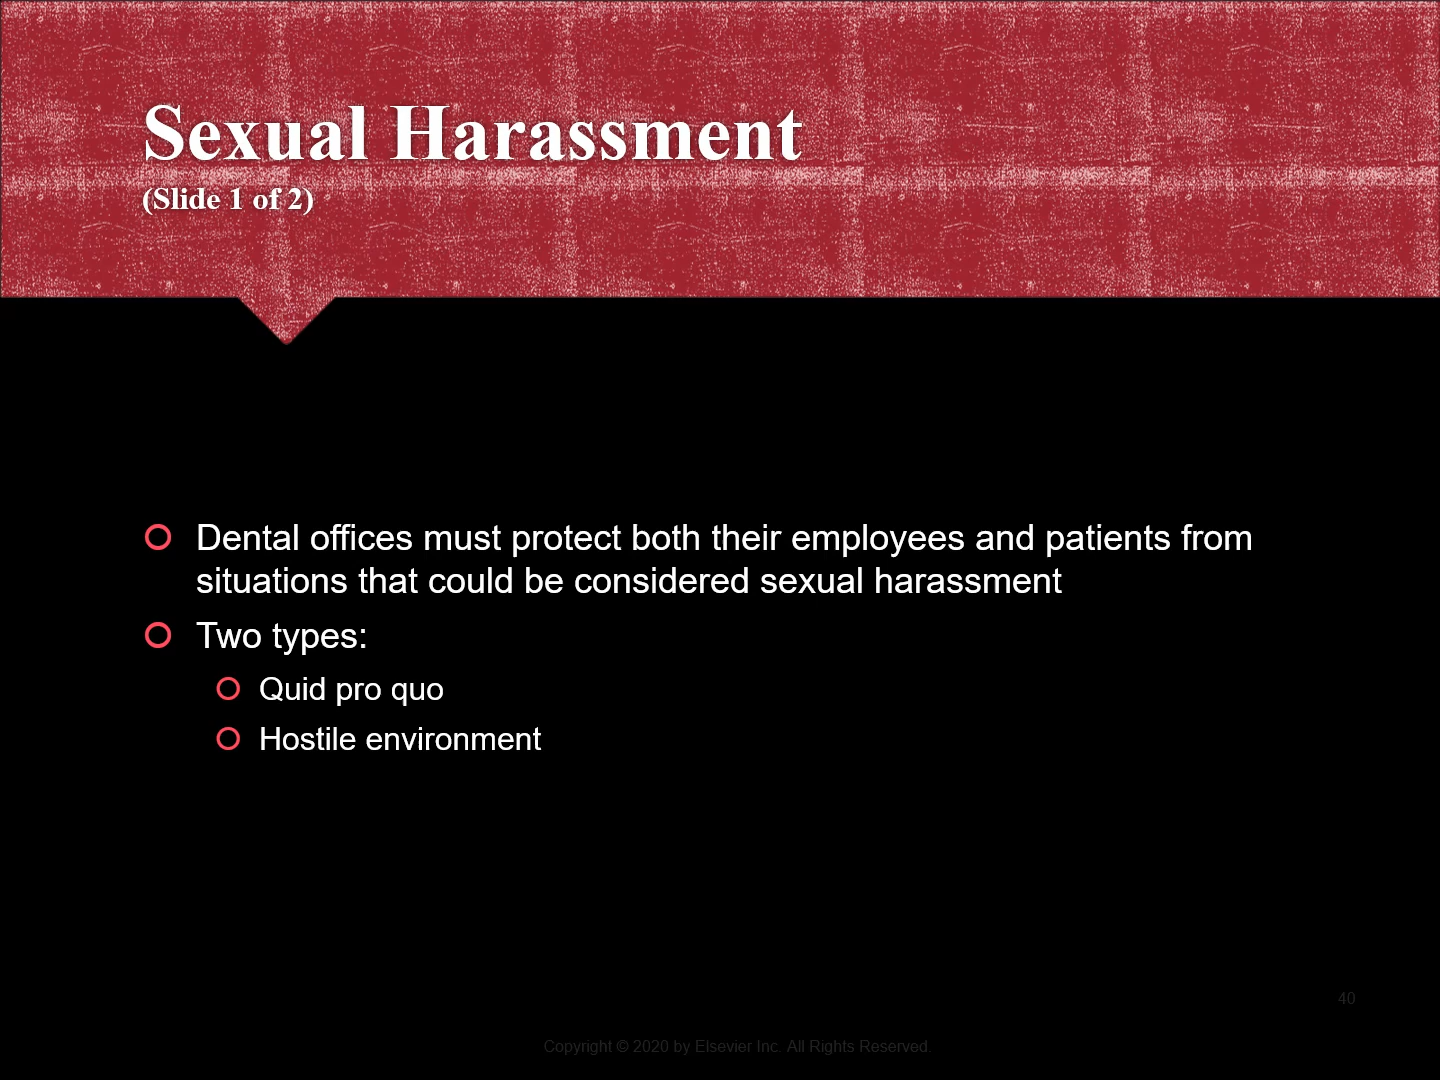 Sexual Harassment
(Slide 1 of 2)
Dental offices must protect both their employees and patients from
situations that could be considered sexual harassment
Two types:
Quid pro quo
Hostile environment
40
Copyright © 2020 by Elsevier Inc. All Rights Reserved.